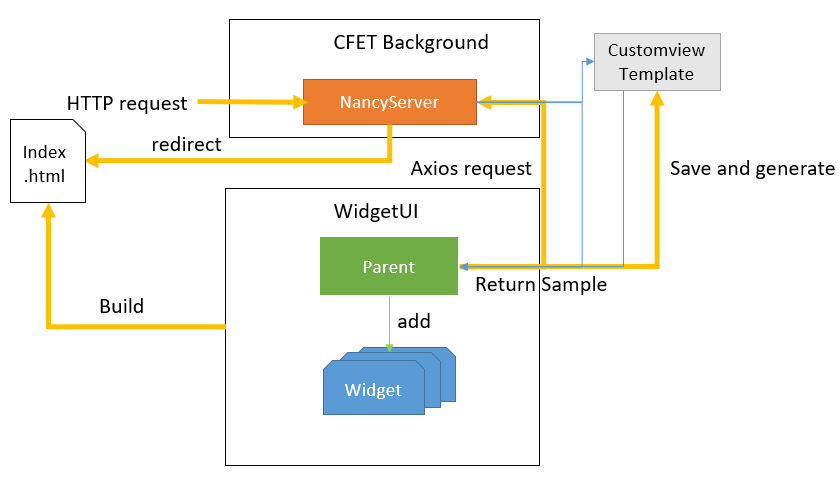 CFET Background
Customview
Template
HTTP request
NancyServer
Index
.html
redirect
Axios request
Save and generate
WidgetUI
Parent
Return Sample
Build
add
Widget